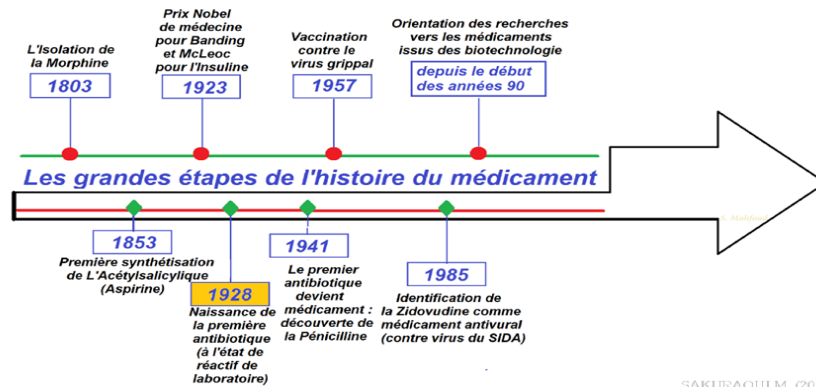 L'Isolation de
la Morphine
1803
Prix Nobel
de médecine
pour Banding
et McLeoc
pour l'Insuline
1923
Vaccination
contre le
virus grippal
1957
Orientation des recherches
vers les médicaments
issus des biotechnologie
depuis le début
des années 90
Les grandes étapes de l'histoire du médicament
1853
Première synthétisation
de L'Acétylsalicylique
(Aspirine)
1928
Naissance de
la première
antibiotique
(à l'état de
réactif de
laboratoire)
1941
Le premier
antibiotique
devient
médicament :
découverte de
la Pénicilline
1985
Identification de
la Zidovudine comme
médicament antivural
(contre virus du SIDA)